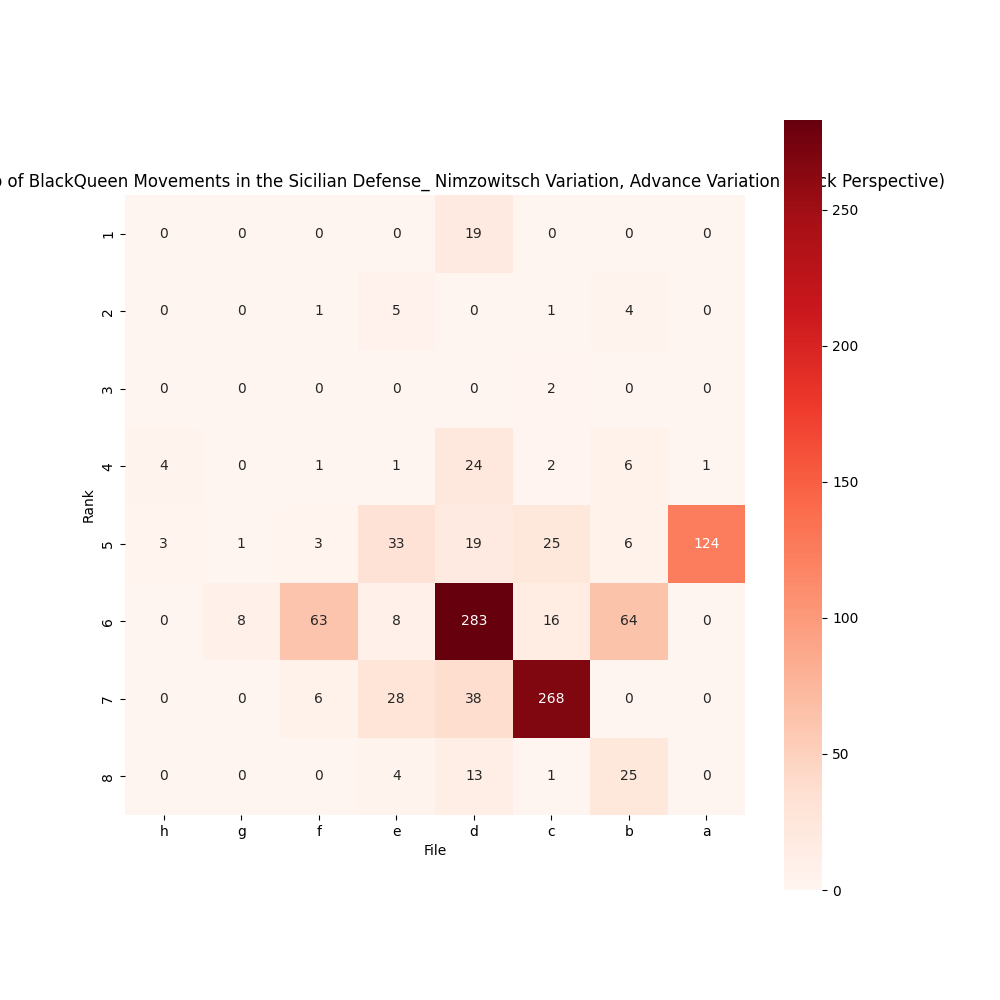 of BlackQueen Movements in the Sicilian Defense_ Nimzowitsch Variation, Advance Variation Perspective)
1 0 0 0 0 19 0 0 0
2 0 0 1 5 0 1 4 0
3 0 0 0 0 0 2 0 0
4 4 0 1 1 24 2 6 1
5 3 1 3 33 19 25 6 124
6 0 8 63 8 283 16 64 0
7 0 0 6 28 38 268 0 0
8 0 0 0 4 13 1 25 0
h g f e d c b a
File
Rank
250
200
150
100
50
0